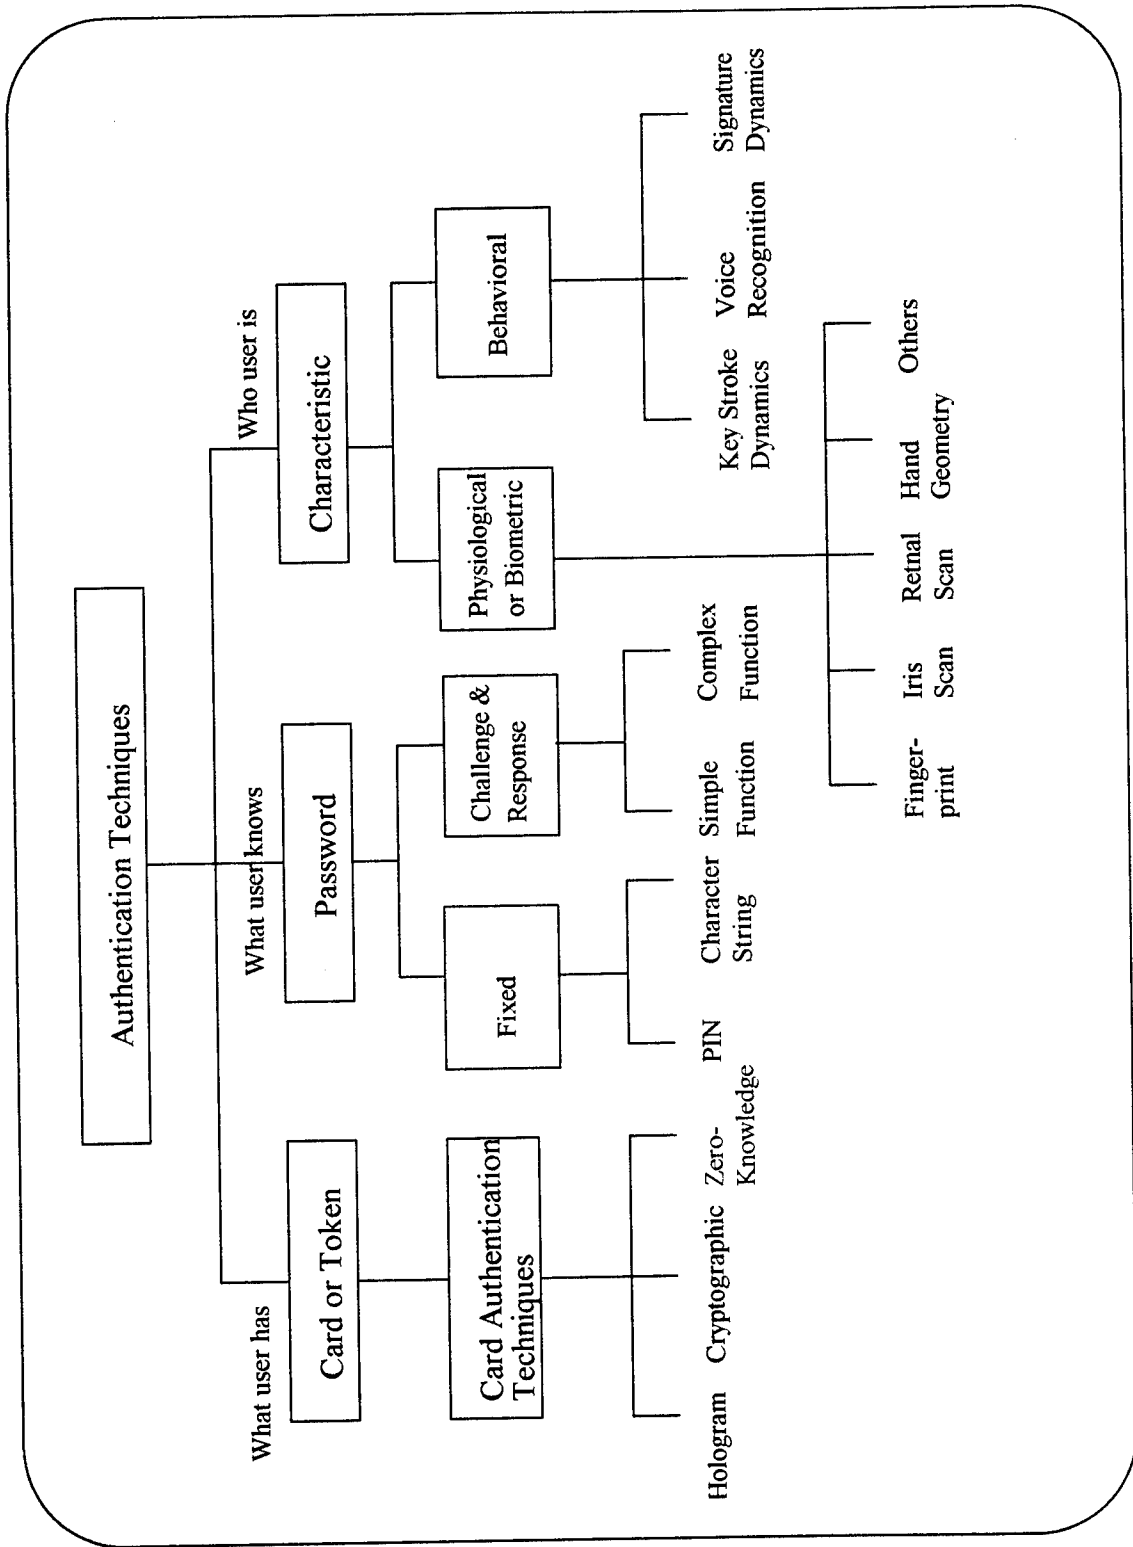 Authentication Techniques
What user has
What user knows
Who user is
Card or Token
Password
Characteristic
Card Authentication
Techniques
Fixed
Challenge &
Response
Physiological
or Biometric
Behavioral
Hologram
Cryptographic
Zero-
Knowledge
PIN
Character
String
Simple
Function
Complex
Function
Key Stroke
Dynamics
Voice
Recognition
Signature
Dynamics
Finger-
print
Iris
Scan
Retnal
Scan
Hand
Geometry
Others